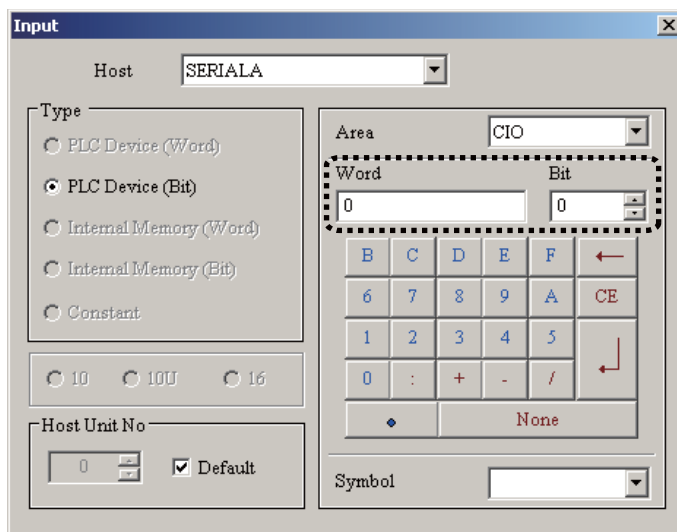 Input
Host SERIALA
Type
PLC Device (Word)
PLC Device (Bit)
Internal Memory (Word)
Internal Memory (Bit)
Constant
10 10U 16
Host Unit No
0 Default
Area CIO
Word Bit
0 0
B C D E F ←
6 7 8 9 A CE
1 2 3 4 5
0 : + - /
None
Symbol